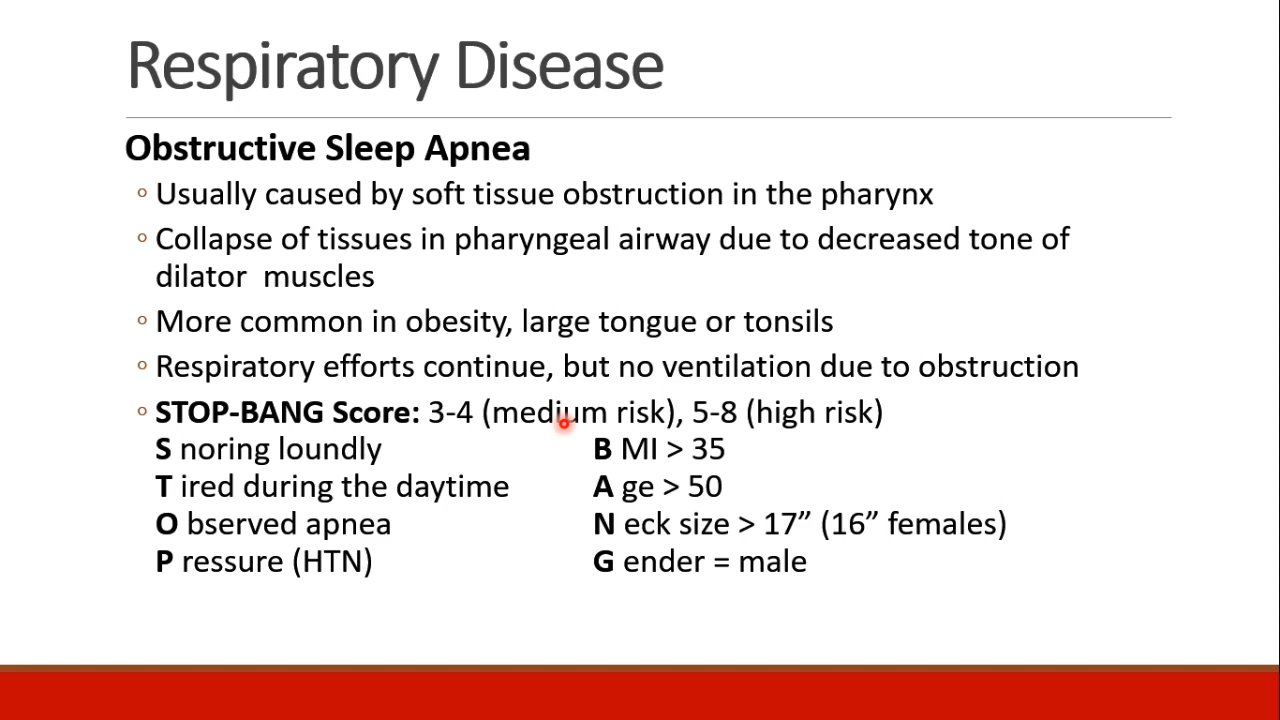 Respiratory Disease
Obstructive Sleep Apnea
◦ Usually caused by soft tissue obstruction in the pharynx
◦ Collapse of tissues in pharyngeal airway due to decreased tone of
dilator  muscles
◦ More common in obesity, large tongue or tonsils
◦ Respiratory efforts continue, but no ventilation due to obstruction
◦ STOP-BANG Score: 3-4 (medium risk), 5-8 (high risk)
S noring loundly
T ired during the daytime
O bserved apnea
P ressure (HTN)
B MI > 35
A ge > 50
N eck size > 17” (16” females)
G ender = male